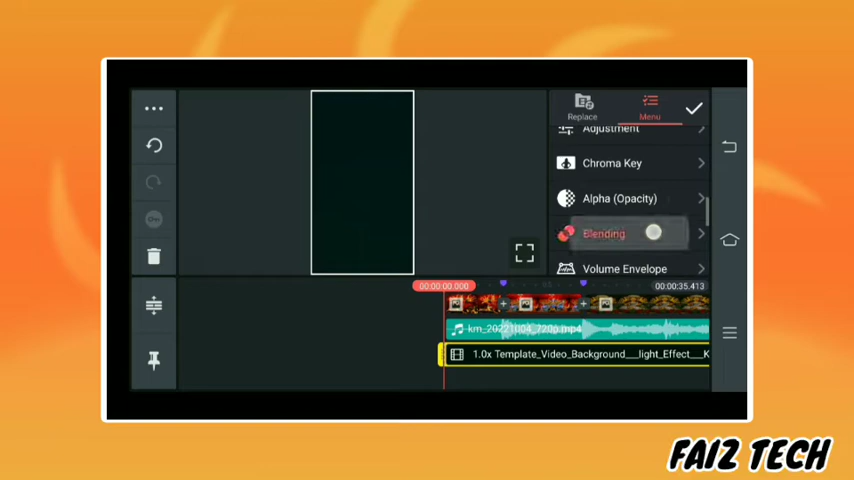 Replace
Menu
Adjustment
Chroma Key
Alpha (Opacity)
Blending
Volume Envelope
00:00:00.000
00:00:35.413
km_20221004_720p.mp4
1.0x Template_Video_Background___light_Effect___K
FAIZ TECH